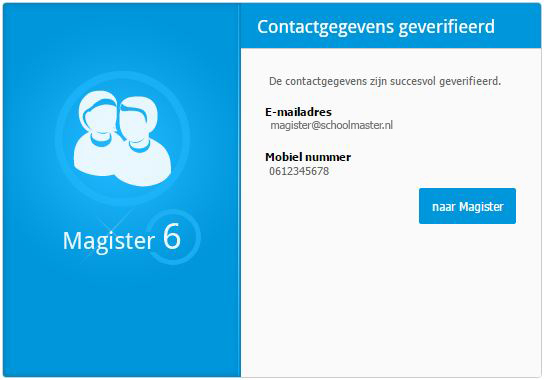 Contactgegevens geverifieerd
De contactgegevens zijn succesvol geverifieerd.
E-mailadres
magister@schoolmaster.nl
Mobiel nummer
0612345678
naar Magister
Magister 6